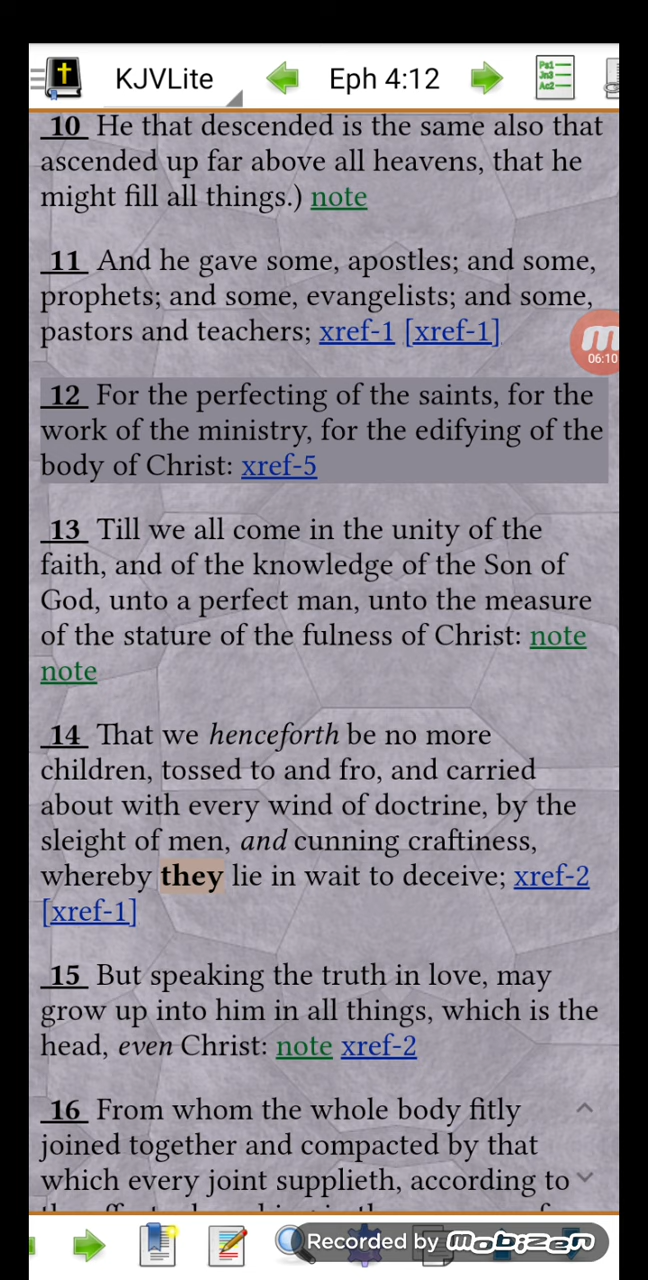 KJVLite Eph 4:12
Ps1
Jn3
Ac2
10 He that descended is the same also that
ascended up far above all heavens, that he
might fill all things.) note
11 And he gave some, apostles; and some,
prophets; and some, evangelists; and some,
pastors and teachers; xref-1 [xref-1]
06:10
12 For the perfecting of the saints, for the
work of the ministry, for the edifying of the
body of Christ: xref-5
13 Till we all come in the unity of the
faith, and of the knowledge of the Son of
God, unto a perfect man, unto the measure
of the stature of the fulness of Christ: note
note
14 That we henceforth be no more
children, tossed to and fro, and carried
about with every wind of doctrine, by the
sleight of men, and cunning craftiness,
whereby they lie in wait to deceive; xref-2
[xref-1]
15 But speaking the truth in love, may
grow up into him in all things, which is the
head, even Christ: note xref-2
16 From whom the whole body fitly
joined together and compacted by that
which every joint supplieth, according to
Recorded by mobizen